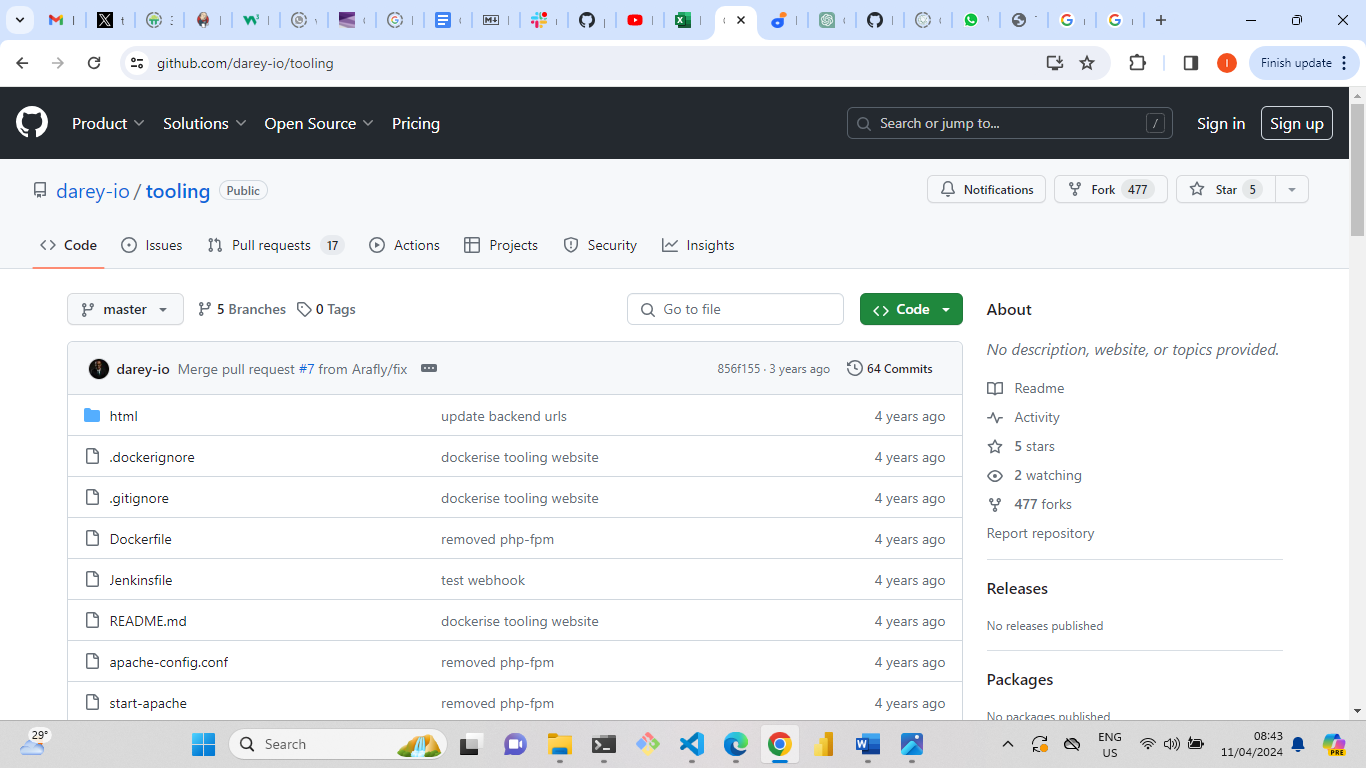 github.com/darey-io/tooling
Finish update
Product Solutions Open Source Pricing
Search or jump to... /
Sign in Sign up
darey-io / tooling Public
Notifications Fork 477 Star 5
Code Issues Pull requests 17 Actions Projects Security Insights
master 5 Branches 0 Tags
Go to file Code
darey-io Merge pull request #7 from Arafly/fix 856f155 · 3 years ago 64 Commits
html update backend urls 4 years ago
.dockerignore dockerise tooling website 4 years ago
.gitignore dockerise tooling website 4 years ago
Dockerfile removed php-fpm 4 years ago
Jenkinsfile test webhook 4 years ago
README.md dockerise tooling website 4 years ago
apache-config.conf removed php-fpm 4 years ago
start-apache removed php-fpm 4 years ago
About
No description, website, or topics provided.
Readme
Activity
5 stars
2 watching
477 forks
Report repository
Releases
No releases published
Packages
No packages published
29°
Search
ENG
US
08:43
11/04/2024
PRE